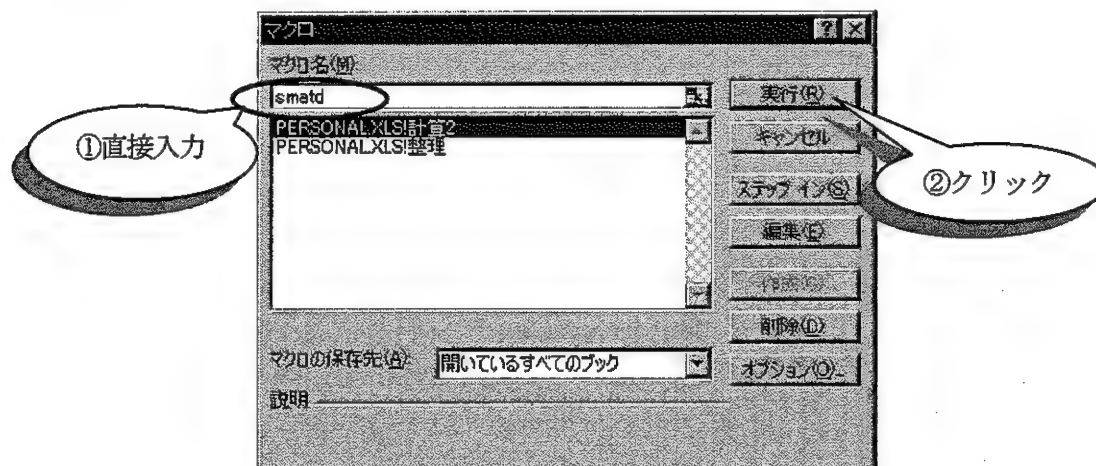 マクロ
マクロ名(M)
smatd
PERSONAL.XLS!計算2
PERSONAL.XLS!整理
実行(R)
キャンセル
ステップ イン(S)
編集(E)
作成(C)
削除(D)
オプション(O)...
マクロの保存先(A):
開いているすべてのブック
説明
①直接入力
②クリック